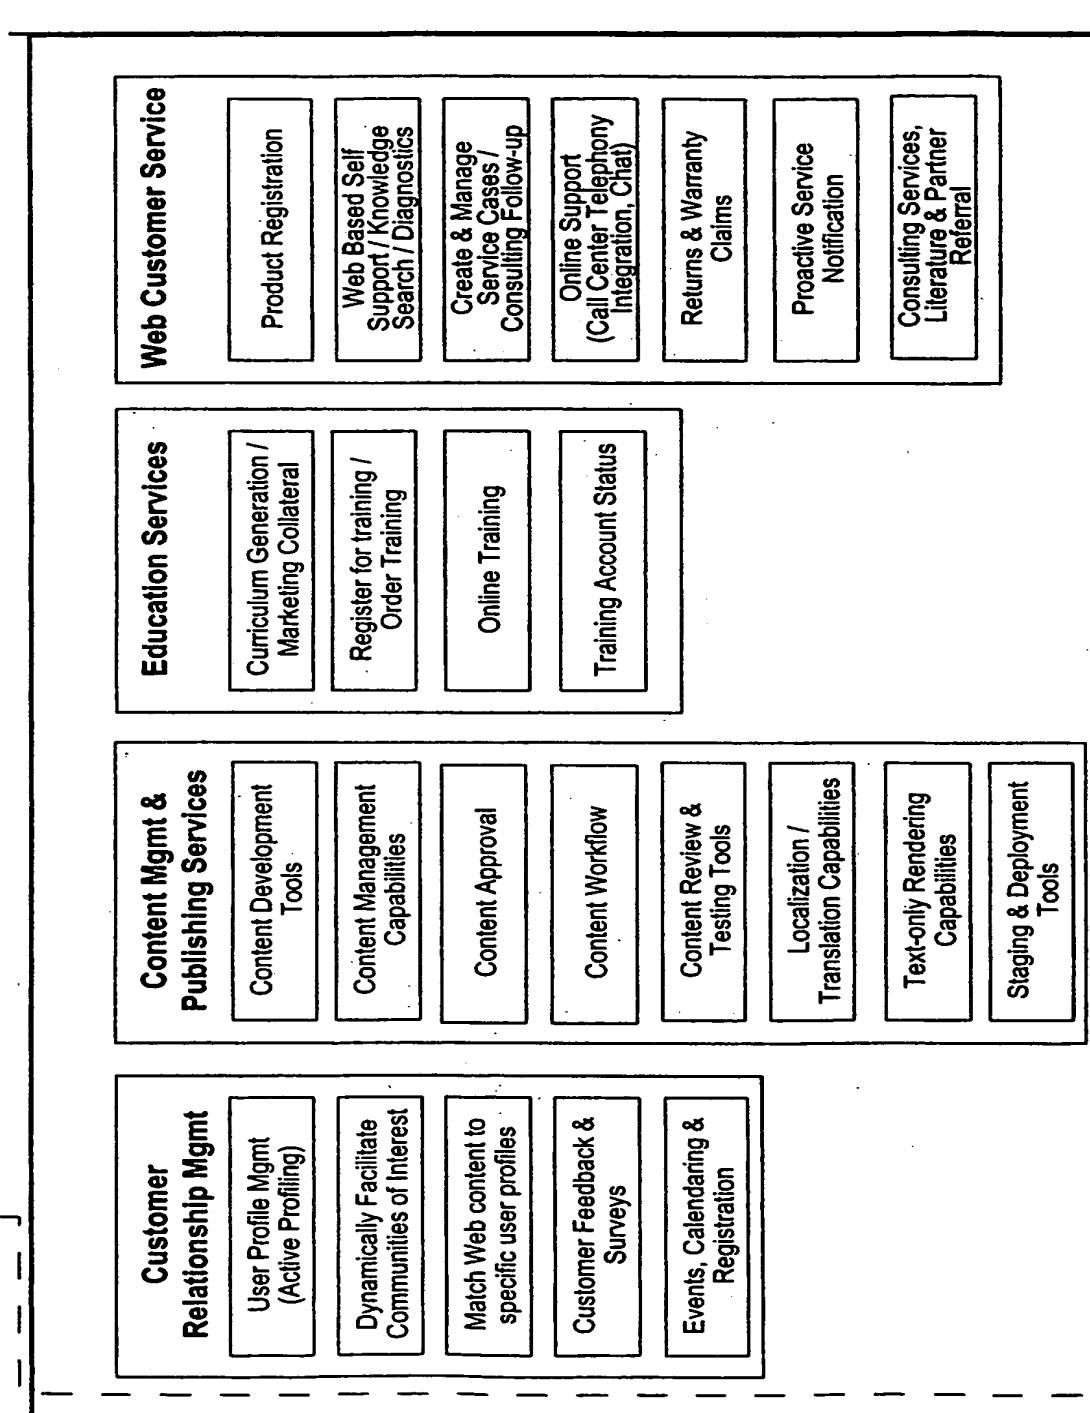 Customer
Relationship Mgmt
User Profile Mgmt
(Active Profiling)
Dynamically Facilitate
Communities of Interest
Match Web content to
specific user profiles
Customer Feedback &
Surveys
Events, Calendaring &
Registration
Content Mgmt &
Publishing Services
Content Development
Tools
Content Management
Capabilities
Content Approval
Content Workflow
Content Review &
Testing Tools
Localization /
Translation Capabilities
Text-only Rendering
Capabilities
Staging & Deployment
Tools
Education Services
Curriculum Generation /
Marketing Collateral
Register for training /
Order Training
Online Training
Training Account Status
Web Customer Service
Product Registration
Web Based Self
Support / Knowledge
Search / Diagnostics
Create & Manage
Service Cases /
Consulting Follow-up
Online Support
(Call Center Telephony
Integration, Chat)
Returns & Warranty
Claims
Proactive Service
Notification
Consulting Services,
Literature & Partner
Referral